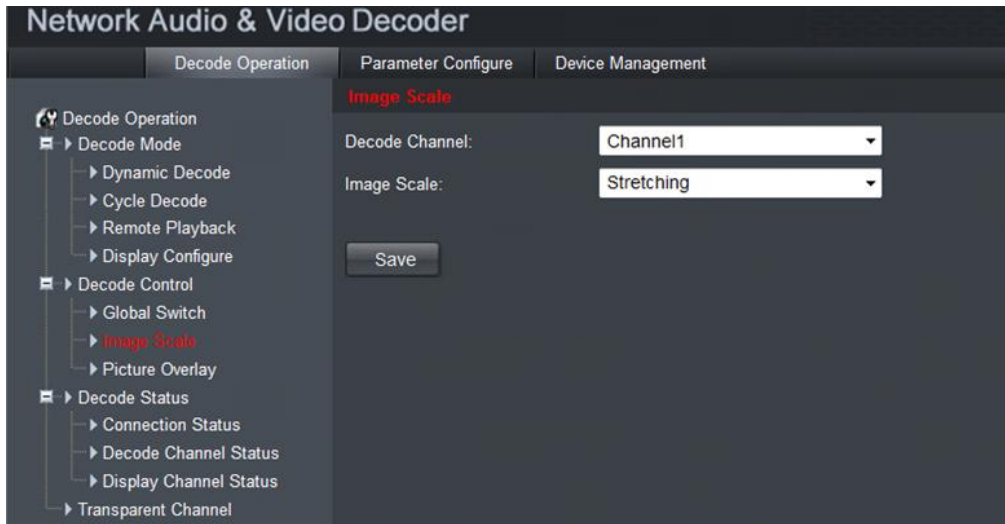 Network Audio & Video Decoder
Decode Operation Parameter Configure Device Management
Decode Operation
Decode Mode
Dynamic Decode
Cycle Decode
Remote Playback
Display Configure
Decode Control
Global Switch
Image Scale
Picture Overlay
Decode Status
Connection Status
Decode Channel Status
Display Channel Status
Transparent Channel
Image Scale
Decode Channel: Channel1
Image Scale: Stretching
Save